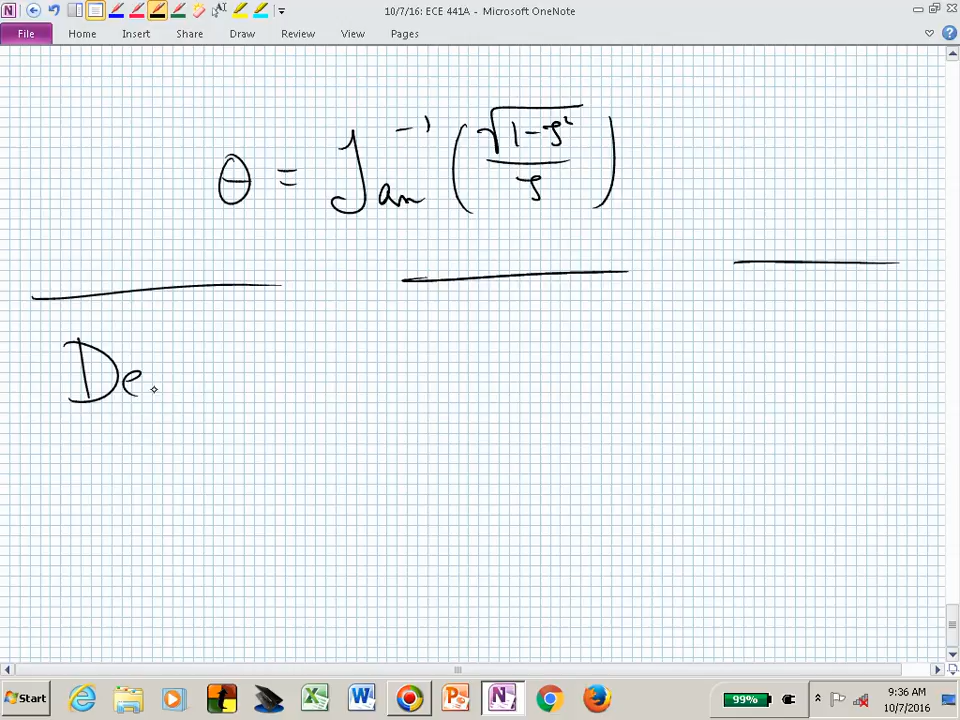 10/7/16: ECE 441A - Microsoft OneNote
File Home Insert Share Draw Review View Pages
θ = Tan⁻¹ (√(1-ζ²) / ζ)
De
Start
99%
9:36 AM
10/7/2016